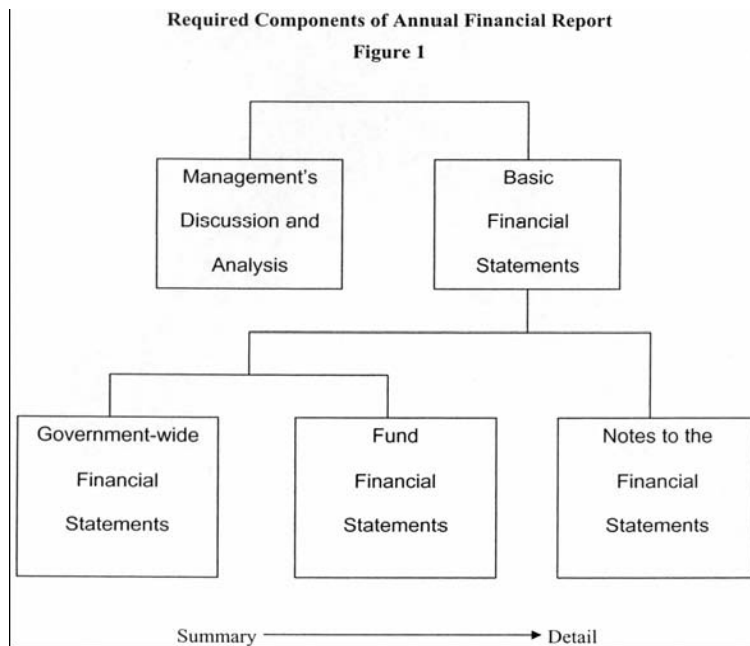 Required Components of Annual Financial Report
Figure 1
Management's
Discussion and
Analysis
Basic
Financial
Statements
Government-wide
Financial
Statements
Fund
Financial
Statements
Notes to the
Financial
Statements
Summary
Detail